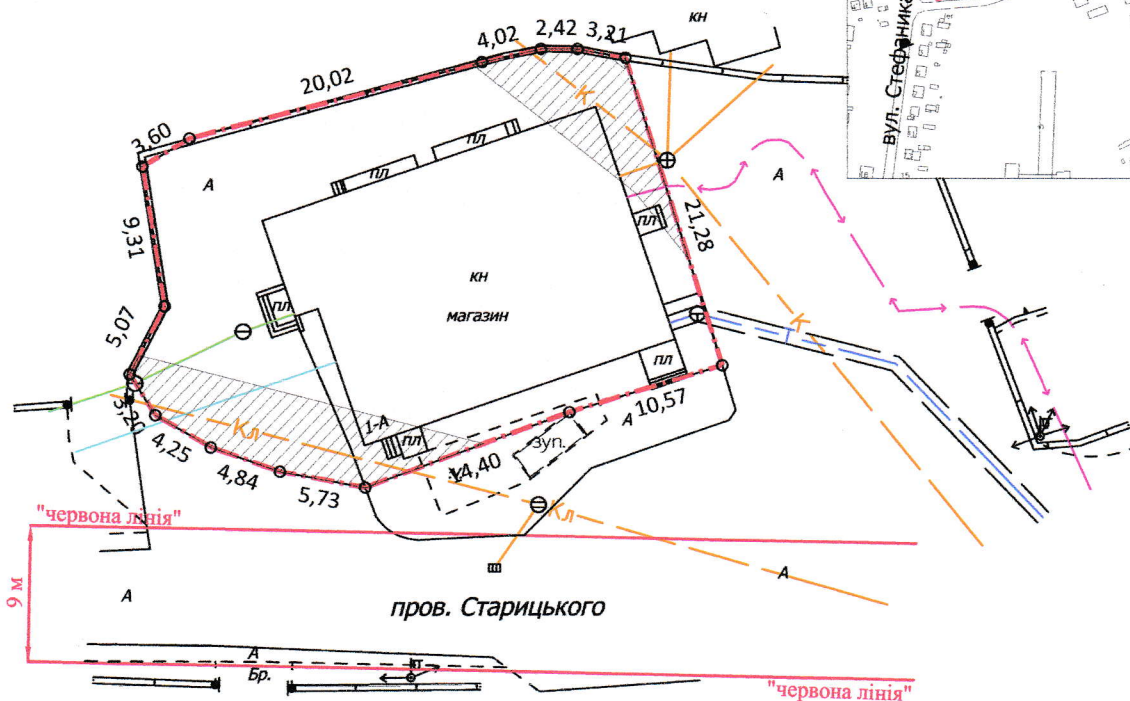 4,02
2,42
3,21
кн
вул. Стефаника
20,02
К
3,60
пл
пл
А
А
9,31
21,28
пл
кн
магазин
пл
К
5,07
пл
10,57
А
3,20
1-А
пл
Зуп.
4,25
Кл
14,40
4,84
5,73
Кл
"червона лінія"
9 м
А
А
пров. Старицького
А
Бр.
"червона лінія"